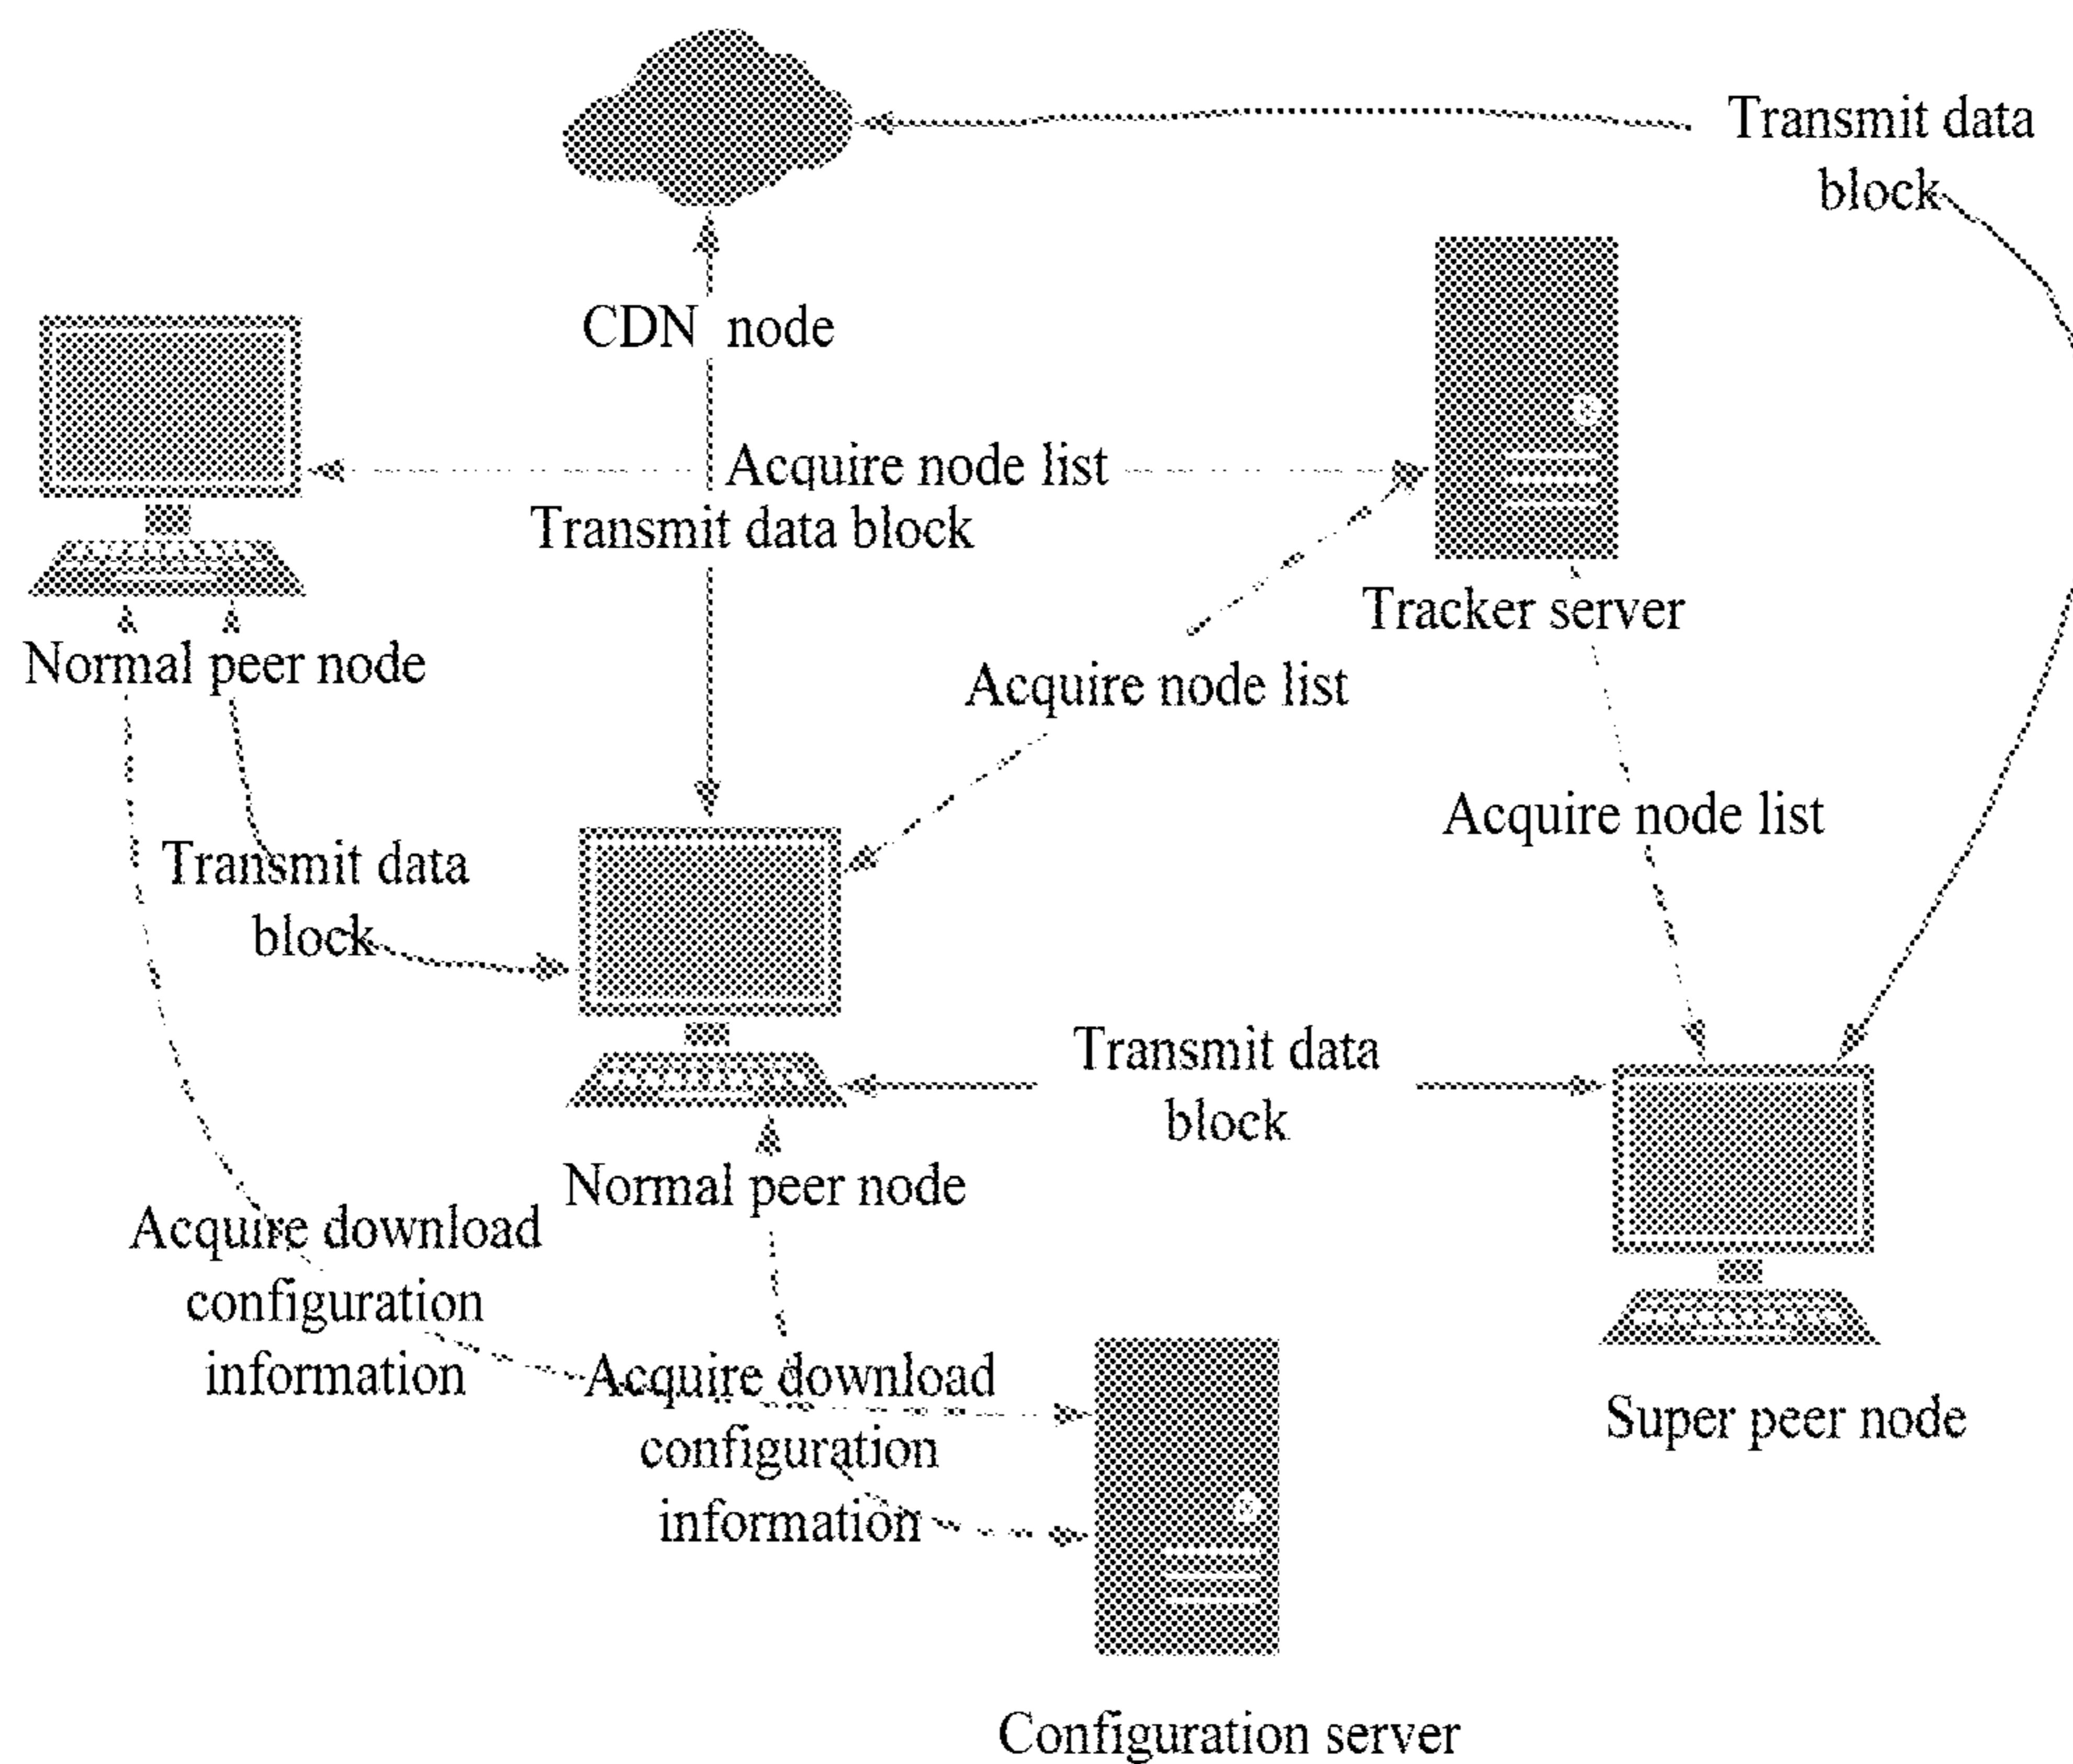 Transmit data
block
CDN node
Acquire node list
Transmit data block
Tracker server
Normal peer node
Acquire node list
Acquire node list
Transmit data
block
Transmit data
block
Normal peer node
Acquire download
configuration
information
Acquire download
configuration
information
Super peer node
Configuration server